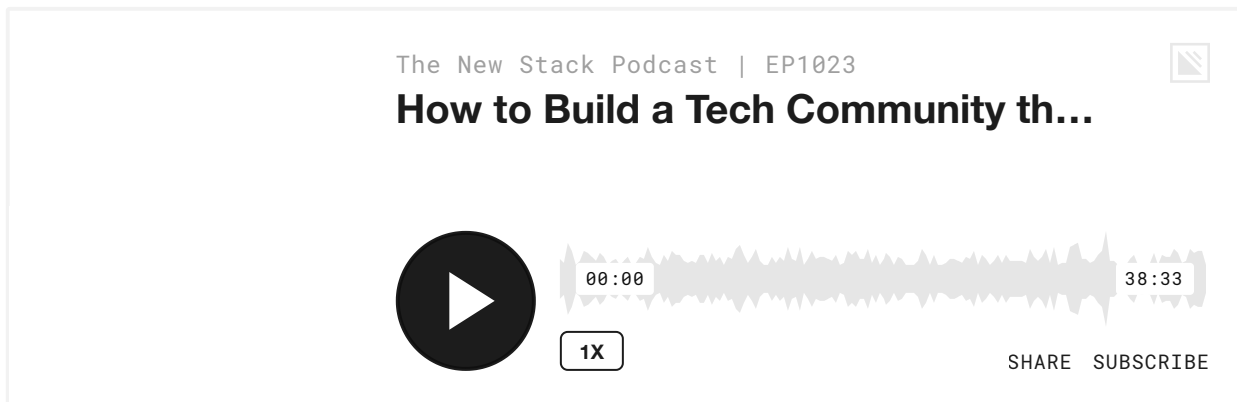 The New Stack Podcast | EP1023
How to Build a Tech Community th...
00:00
38:33
1X
SHARE SUBSCRIBE